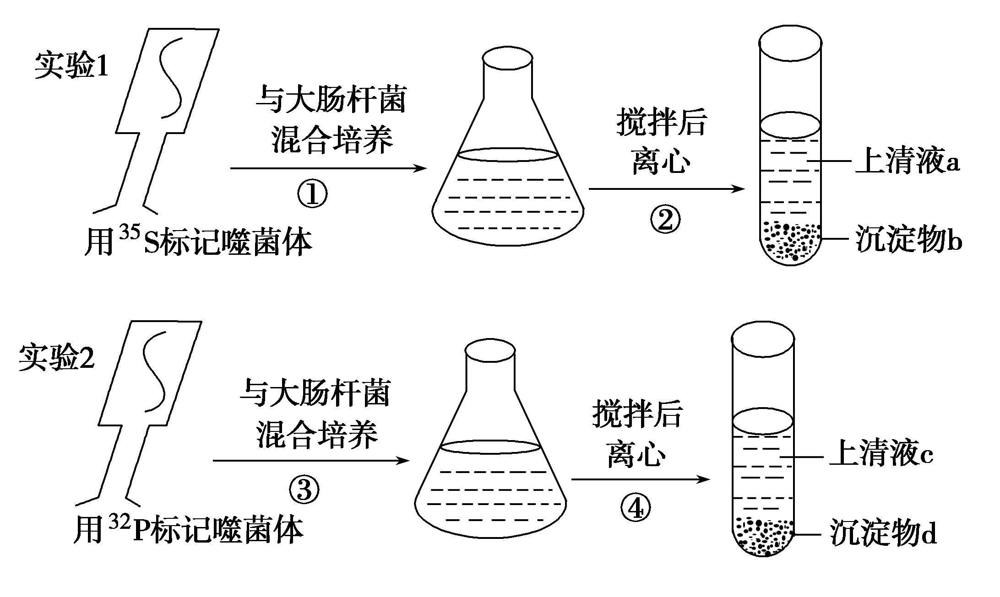 实验1
与大肠杆菌
混合培养
①
搅拌后
离心
②
上清液a
沉淀物b
用³⁵S标记噬菌体
实验2
与大肠杆菌
混合培养
③
搅拌后
离心
④
上清液c
沉淀物d
用³²P标记噬菌体